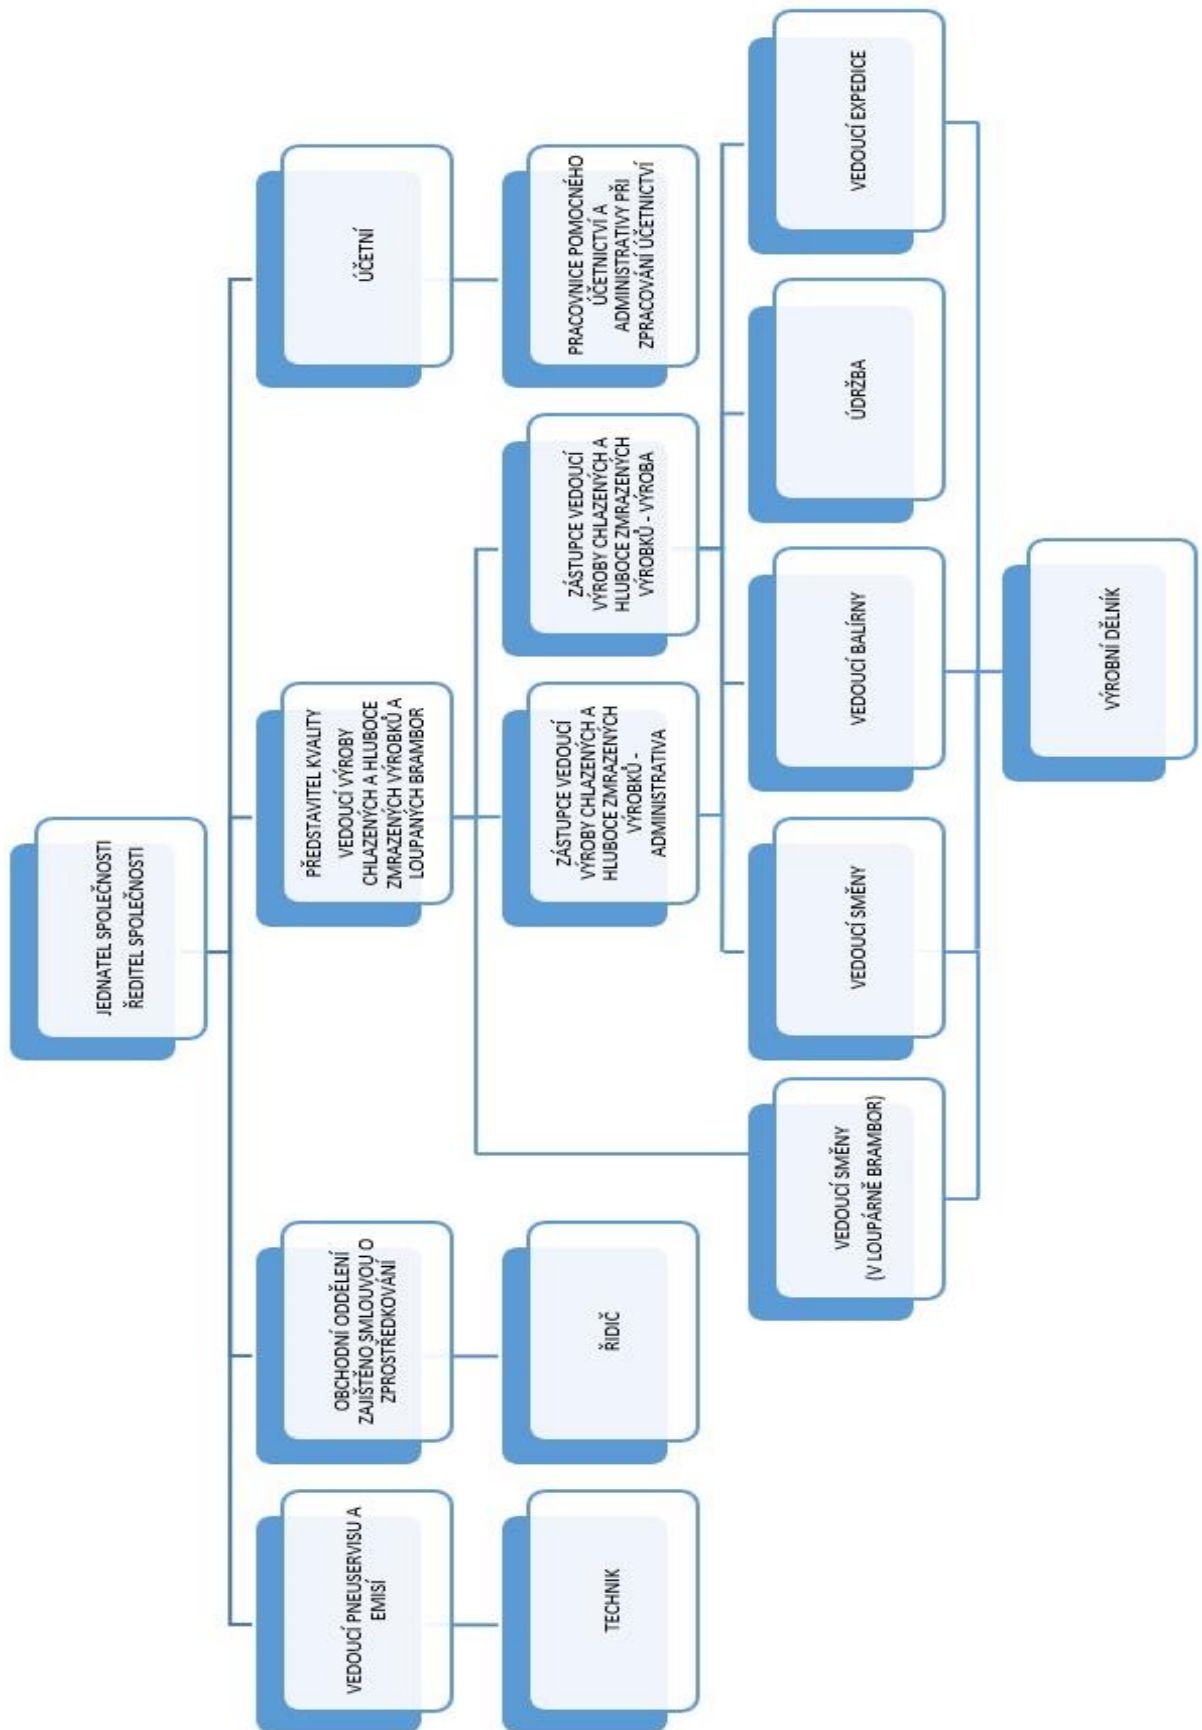 JEDNATEL SPOLEČNOSTI
ŘEDITEL SPOLEČNOSTI
VEDOUCÍ PNEUSERVISU A
EMISÍ
OBCHODNÍ ODDĚLENÍ
ZAJIŠTĚNO SMLOUVOU O
ZPROSTŘEDKOVÁNÍ
PŘEDSTAVITEL KVALITY
VEDOUCÍ VÝROBY
CHLAZENÝCH A HLUBOCE
ZMRAZENÝCH VÝROBKŮ A
LOUPANÝCH BRAMBOR
ÚČETNÍ
TECHNIK
ŘIDIČ
ZÁSTUPCE VEDOUCÍ
VÝROBY CHLAZENÝCH A
HLUBOCE ZMRAZENÝCH
VÝROBKŮ -
ADMINISTRATIVA
ZÁSTUPCE VEDOUCÍ
VÝROBY CHLAZENÝCH A
HLUBOCE ZMRAZENÝCH
VÝROBKŮ - VÝROBA
PRACOVNICE POMOCNÉHO
ÚČETNICTVÍ A
ADMINISTRATIVY PŘI
ZPRACOVÁNÍ ÚČETNICTVÍ
VEDOUCÍ SMĚNY
(V LOUPÁRNĚ BRAMBOR)
VEDOUCÍ SMĚNY
VEDOUCÍ BALÍRNY
ÚDRŽBA
VEDOUCÍ EXPEDICE
VÝROBNÍ DĚLNÍK